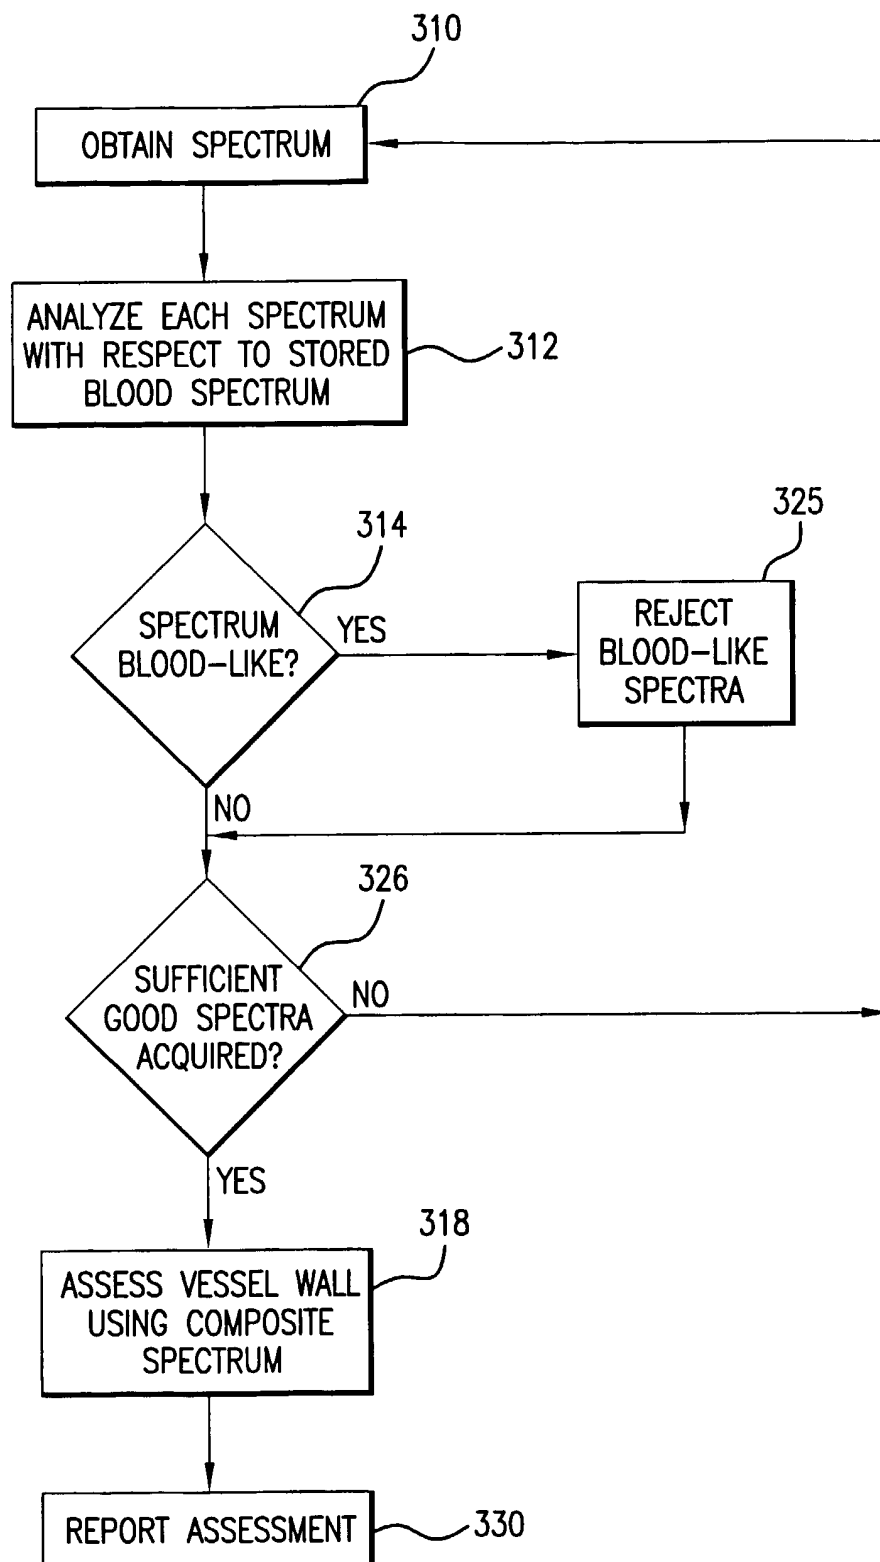 310
OBTAIN SPECTRUM
ANALYZE EACH SPECTRUM
WITH RESPECT TO STORED
BLOOD SPECTRUM
312
314
SPECTRUM
BLOOD-LIKE?
YES
325
REJECT
BLOOD-LIKE
SPECTRA
NO
326
SUFFICIENT
GOOD SPECTRA
ACQUIRED?
NO
YES
318
ASSESS VESSEL WALL
USING COMPOSITE
SPECTRUM
REPORT ASSESSMENT
330